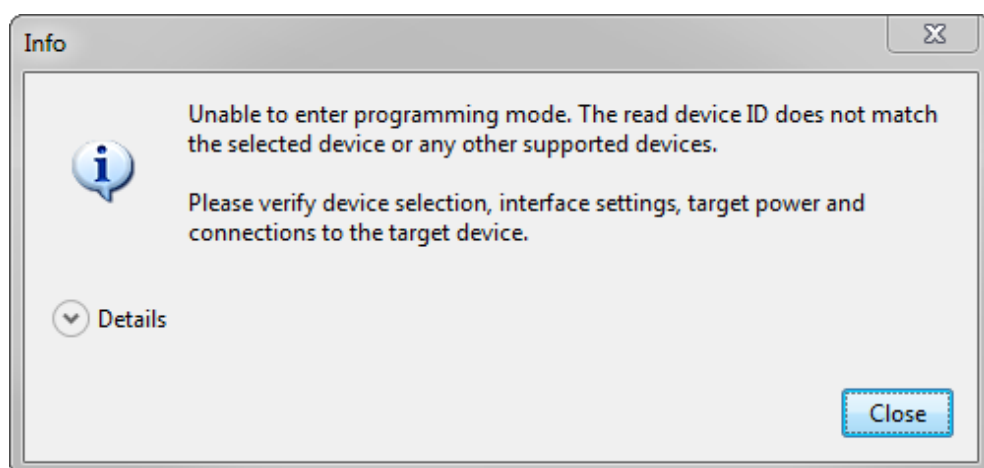 Info
Unable to enter programming mode. The read device ID does not match
the selected device or any other supported devices.
Please verify device selection, interface settings, target power and
connections to the target device.
Details
Close